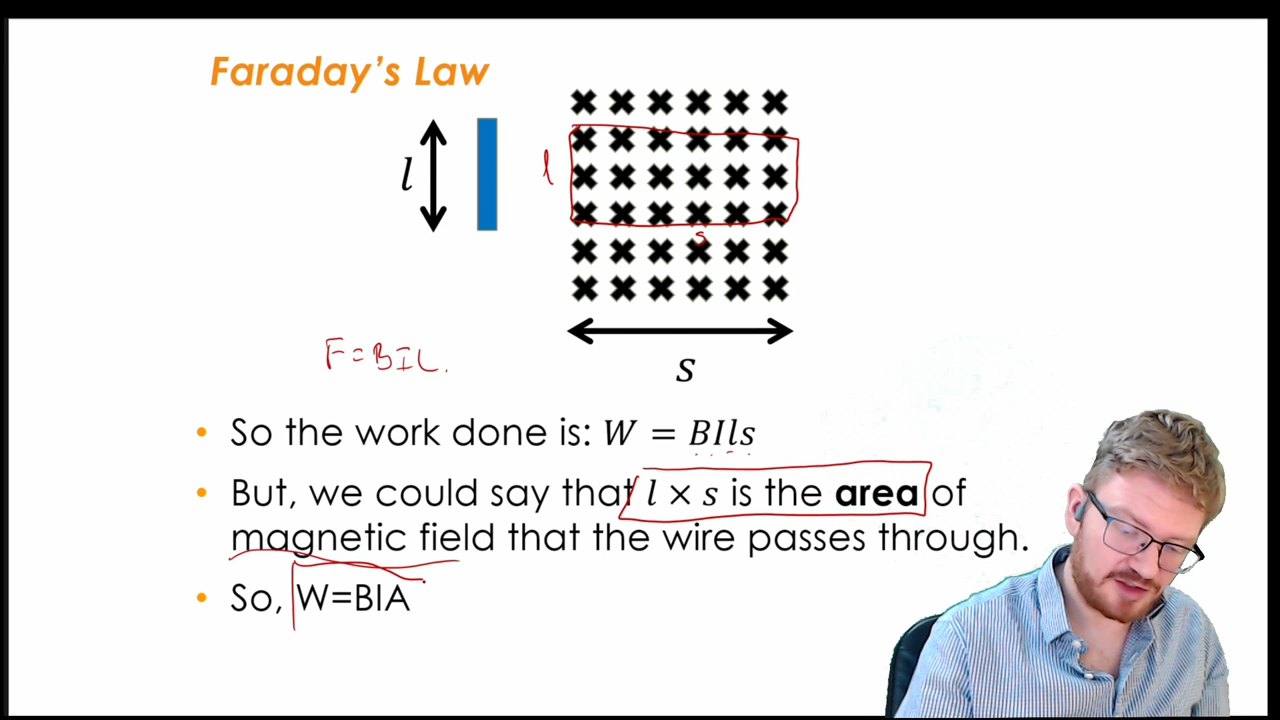 Faraday's Law
l
l
s
s
F=BIL.
• So the work done is: W = BIls
• But, we could say that l × s is the area of
magnetic field that the wire passes through.
• So, W=BIA